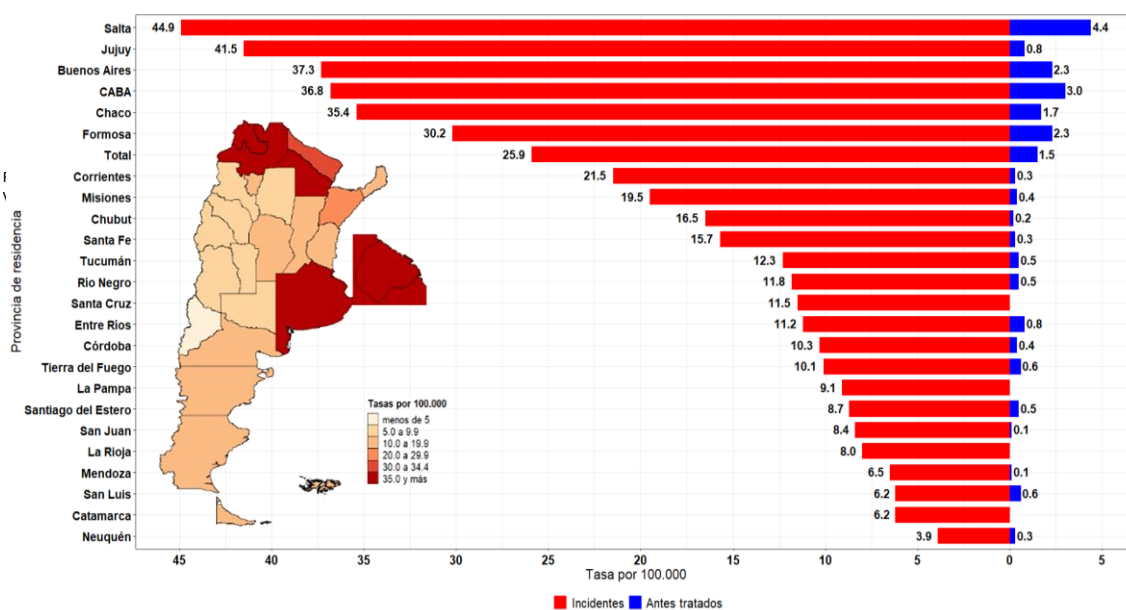 Salta 44.9 4.4
Jujuy 41.5 0.8
Buenos Aires 37.3 2.3
CABA 36.8 3.0
Chaco 35.4 1.7
Formosa 30.2 2.3
Total 25.9 1.5
Corrientes 21.5 0.3
Misiones 19.5 0.4
Chubut 16.5 0.2
Santa Fe 15.7 0.3
Tucumán 12.3 0.5
Rio Negro 11.8 0.5
Santa Cruz 11.5
Entre Rios 11.2 0.8
Córdoba 10.3 0.4
Tierra del Fuego 10.1 0.6
La Pampa 9.1
Santiago del Estero 8.7 0.5
San Juan 8.4 0.1
La Rioja 8.0
Mendoza 6.5 0.1
San Luis 6.2 0.6
Catamarca 6.2
Neuquén 3.9 0.3
Provincia de residencia
Tasas por 100.000
menos de 5
5.0 a 9.9
10.0 a 19.9
20.0 a 29.9
30.0 a 34.4
35.0 y más
45 40 35 30 25 20 15 10 5 0 5
Tasa por 100.000
Incidentes Antes tratados